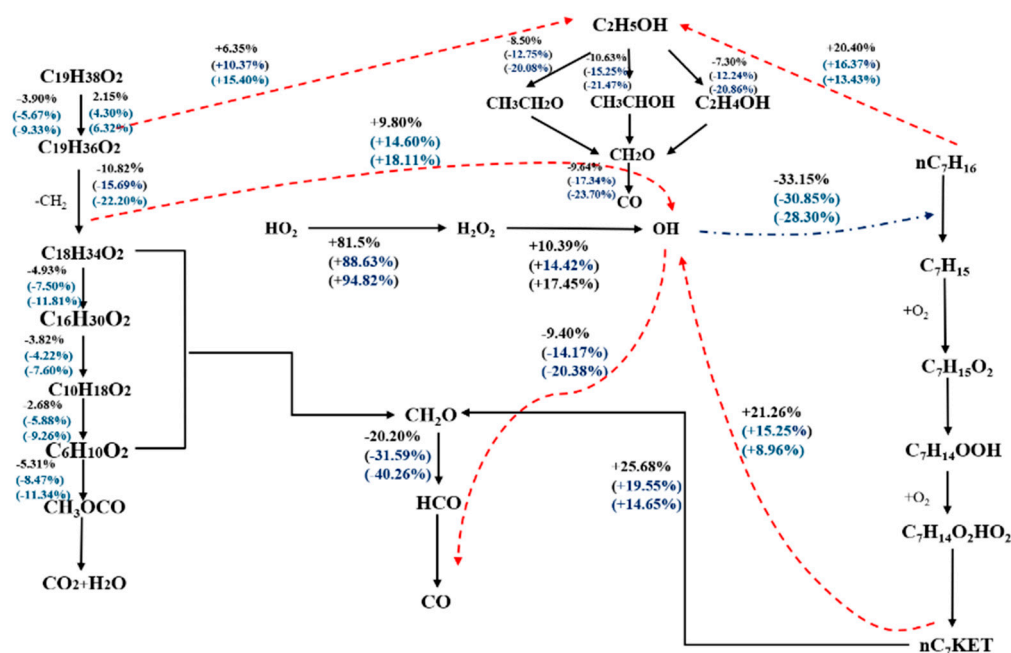 C2H5OH
+6.35%
(+10.37%)
(+15.40%)
-8.50%
(-12.75%)
(-20.08%)
-10.63%
(-15.25%)
(-21.47%)
-7.30%
(-12.24%)
(-20.86%)
+20.40%
(+16.37%)
(+13.43%)
C19H38O2
-3.90%
(-5.67%)
(-9.33%)
2.15%
(4.30%)
(6.32%)
CH3CH2O
CH3CHOH
C2H4OH
C19H36O2
+9.80%
(+14.60%)
(+18.11%)
CH2O
nC7H16
-10.82%
(-15.69%)
(-22.20%)
-CH2
-9.64%
(-17.34%)
(-23.70%)
CO
-33.15%
(-30.85%)
(-28.30%)
HO2
H2O2
OH
+81.5%
(+88.63%)
(+94.82%)
+10.39%
(+14.42%)
(+17.45%)
C18H34O2
-4.93%
(-7.50%)
(-11.81%)
C7H15
+O2
C16H30O2
-3.82%
(-4.22%)
(-7.60%)
-9.40%
(-14.17%)
(-20.38%)
C7H15O2
C10H18O2
-2.68%
(-5.88%)
(-9.26%)
CH2O
+21.26%
(+15.25%)
(+8.96%)
C6H10O2
-20.20%
(-31.59%)
(-40.26%)
C7H14OOH
-5.31%
(-8.47%)
(-11.34%)
+25.68%
(+19.55%)
(+14.65%)
+O2
CH3OCO
HCO
C7H14O2HO2
CO2+H2O
CO
nC7KET